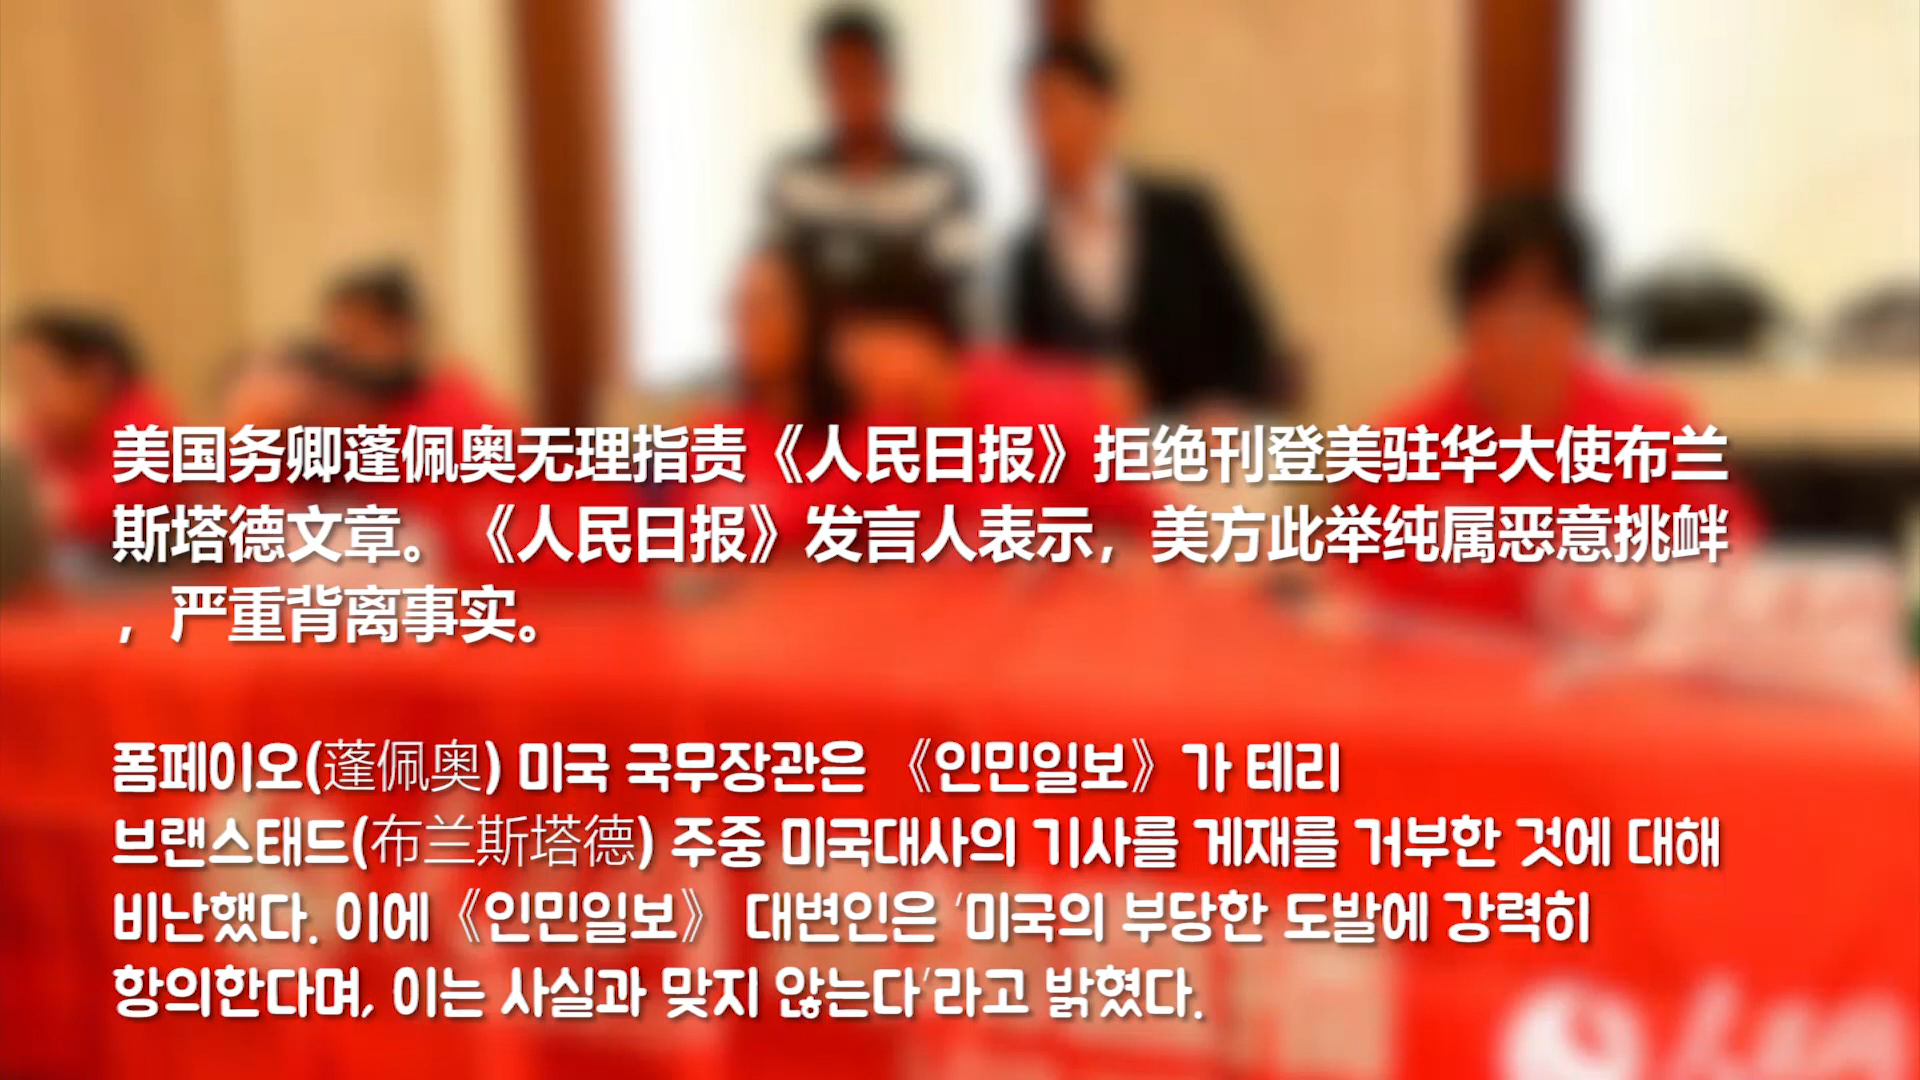 美国务卿蓬佩奥无理指责《人民日报》拒绝刊登美驻华大使布兰
斯塔德文章。《人民日报》发言人表示，美方此举纯属恶意挑衅
，严重背离事实。
폼페이오(蓬佩奥) 미국 국무장관은 《인민일보》가 테리
브랜스태드(布兰斯塔德) 주중 미국대사의 기사를 게재를 거부한 것에 대해
비난했다. 이에《인민일보》 대변인은 '미국의 부당한 도발에 강력히
항의한다며, 이는 사실과 맞지 않는다'라고 밝혔다.